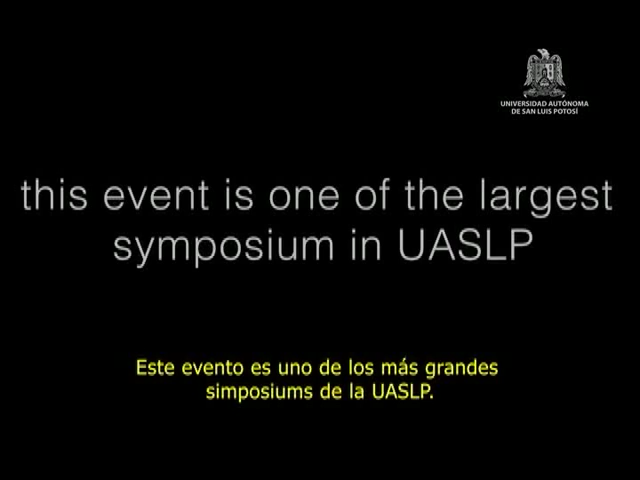 UNIVERSIDAD AUTÓNOMA
DE SAN LUIS POTOSÍ
this event is one of the largest
symposium in UASLP
Este evento es uno de los más grandes
simposiums de la UASLP.